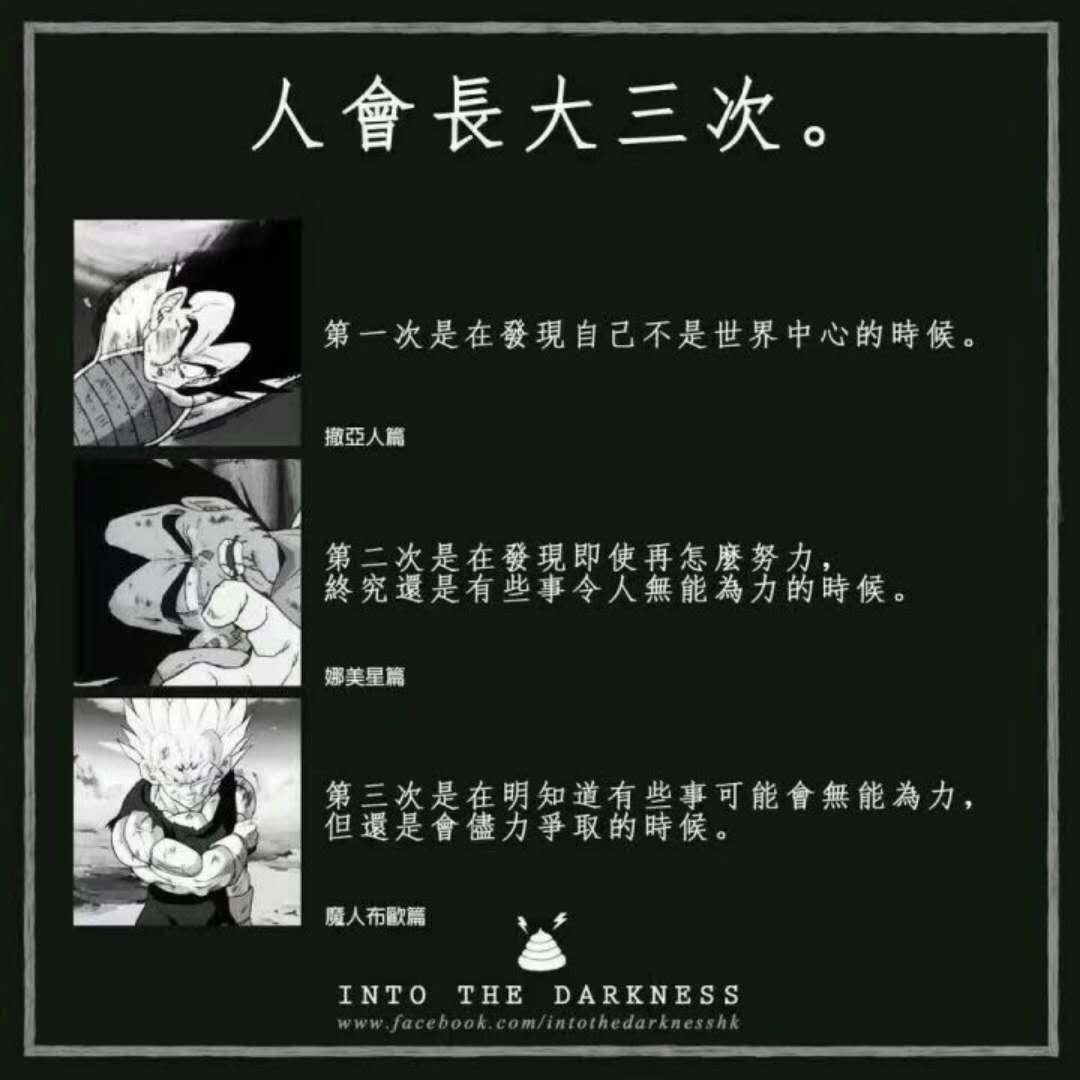 人會長大三次。
第一次是在發現自己不是世界中心的時候。
撒亞人篇
第二次是在發現即使再怎麼努力，
終究還是有些事令人無能為力的時候。
娜美星篇
第三次是在明知道有些事可能會無能為力，
但還是會儘力爭取的時候。
魔人布歐篇
INTO THE DARKNESS
www.facebook.com/intothedarknesshk